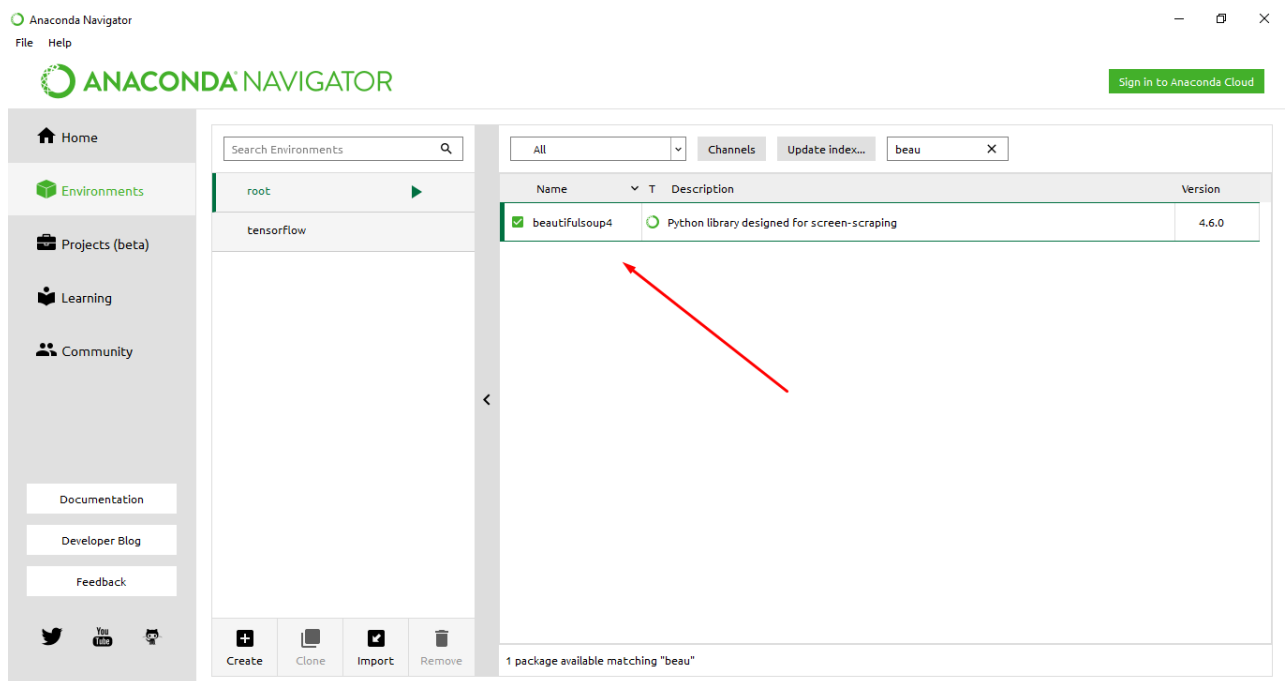 Anaconda Navigator
File Help
ANACONDA NAVIGATOR
Sign in to Anaconda Cloud
Home
Environments
Projects (beta)
Learning
Community
Documentation
Developer Blog
Feedback
You Tube
Search Environments
root
tensorflow
Create Clone Import Remove
All Channels Update index... beau
Name T Description Version
beautifulsoup4 Python library designed for screen-scraping 4.6.0
1 package available matching "beau"